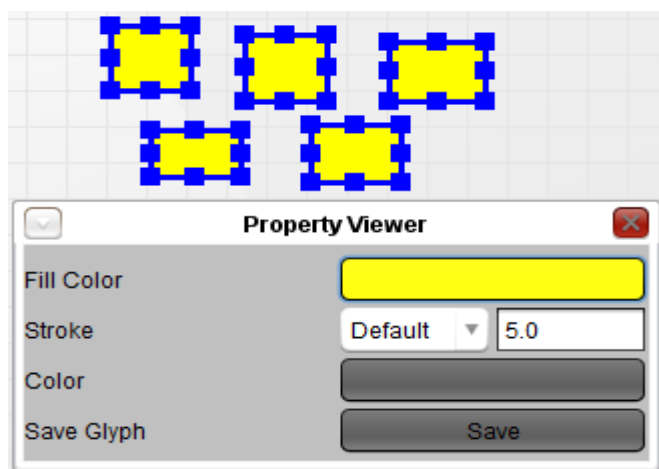 Property Viewer
Fill Color
Stroke Default 5.0
Color
Save Glyph Save